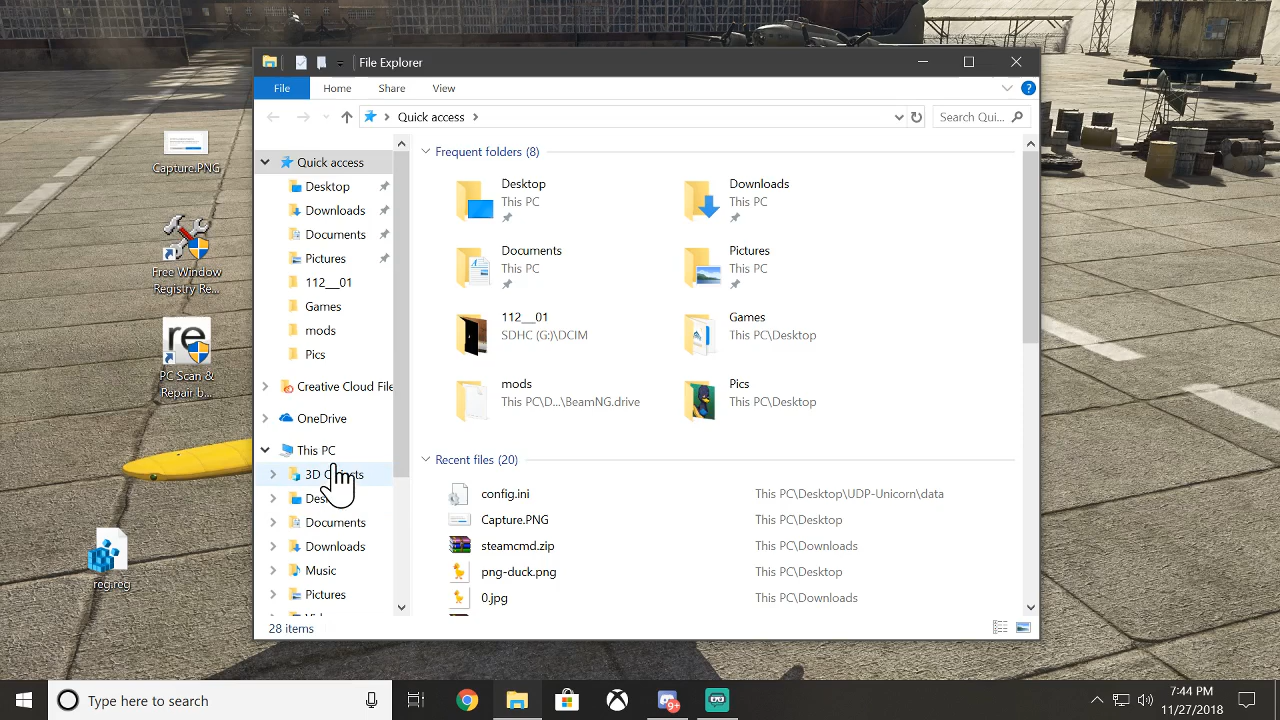 File Explorer
File
Home
Share
View
Quick access
Search Qui...
Quick access
Desktop
Downloads
Documents
Pictures
112___01
Games
mods
Pics
Creative Cloud File
OneDrive
This PC
3D
Documents
Downloads
Music
Pictures
Frequent folders (8)
Desktop
This PC
Downloads
This PC
Documents
This PC
Pictures
This PC
112___01
SDHC (G:)\DCIM
Games
This PC\Desktop
mods
This PC\D...\BeamNG.drive
Pics
This PC\Desktop
Recent files (20)
config.ini This PC\Desktop\UDP-Unicorn\data
Capture.PNG This PC\Desktop
steamcmd.zip This PC\Downloads
png-duck.png This PC\Desktop
0.jpg This PC\Downloads
28 items
Capture.PNG
Free Window
Registry Re...
re
PC Scan &
Repair b...
reg.reg
Type here to search
9+
7:44 PM
11/27/2018